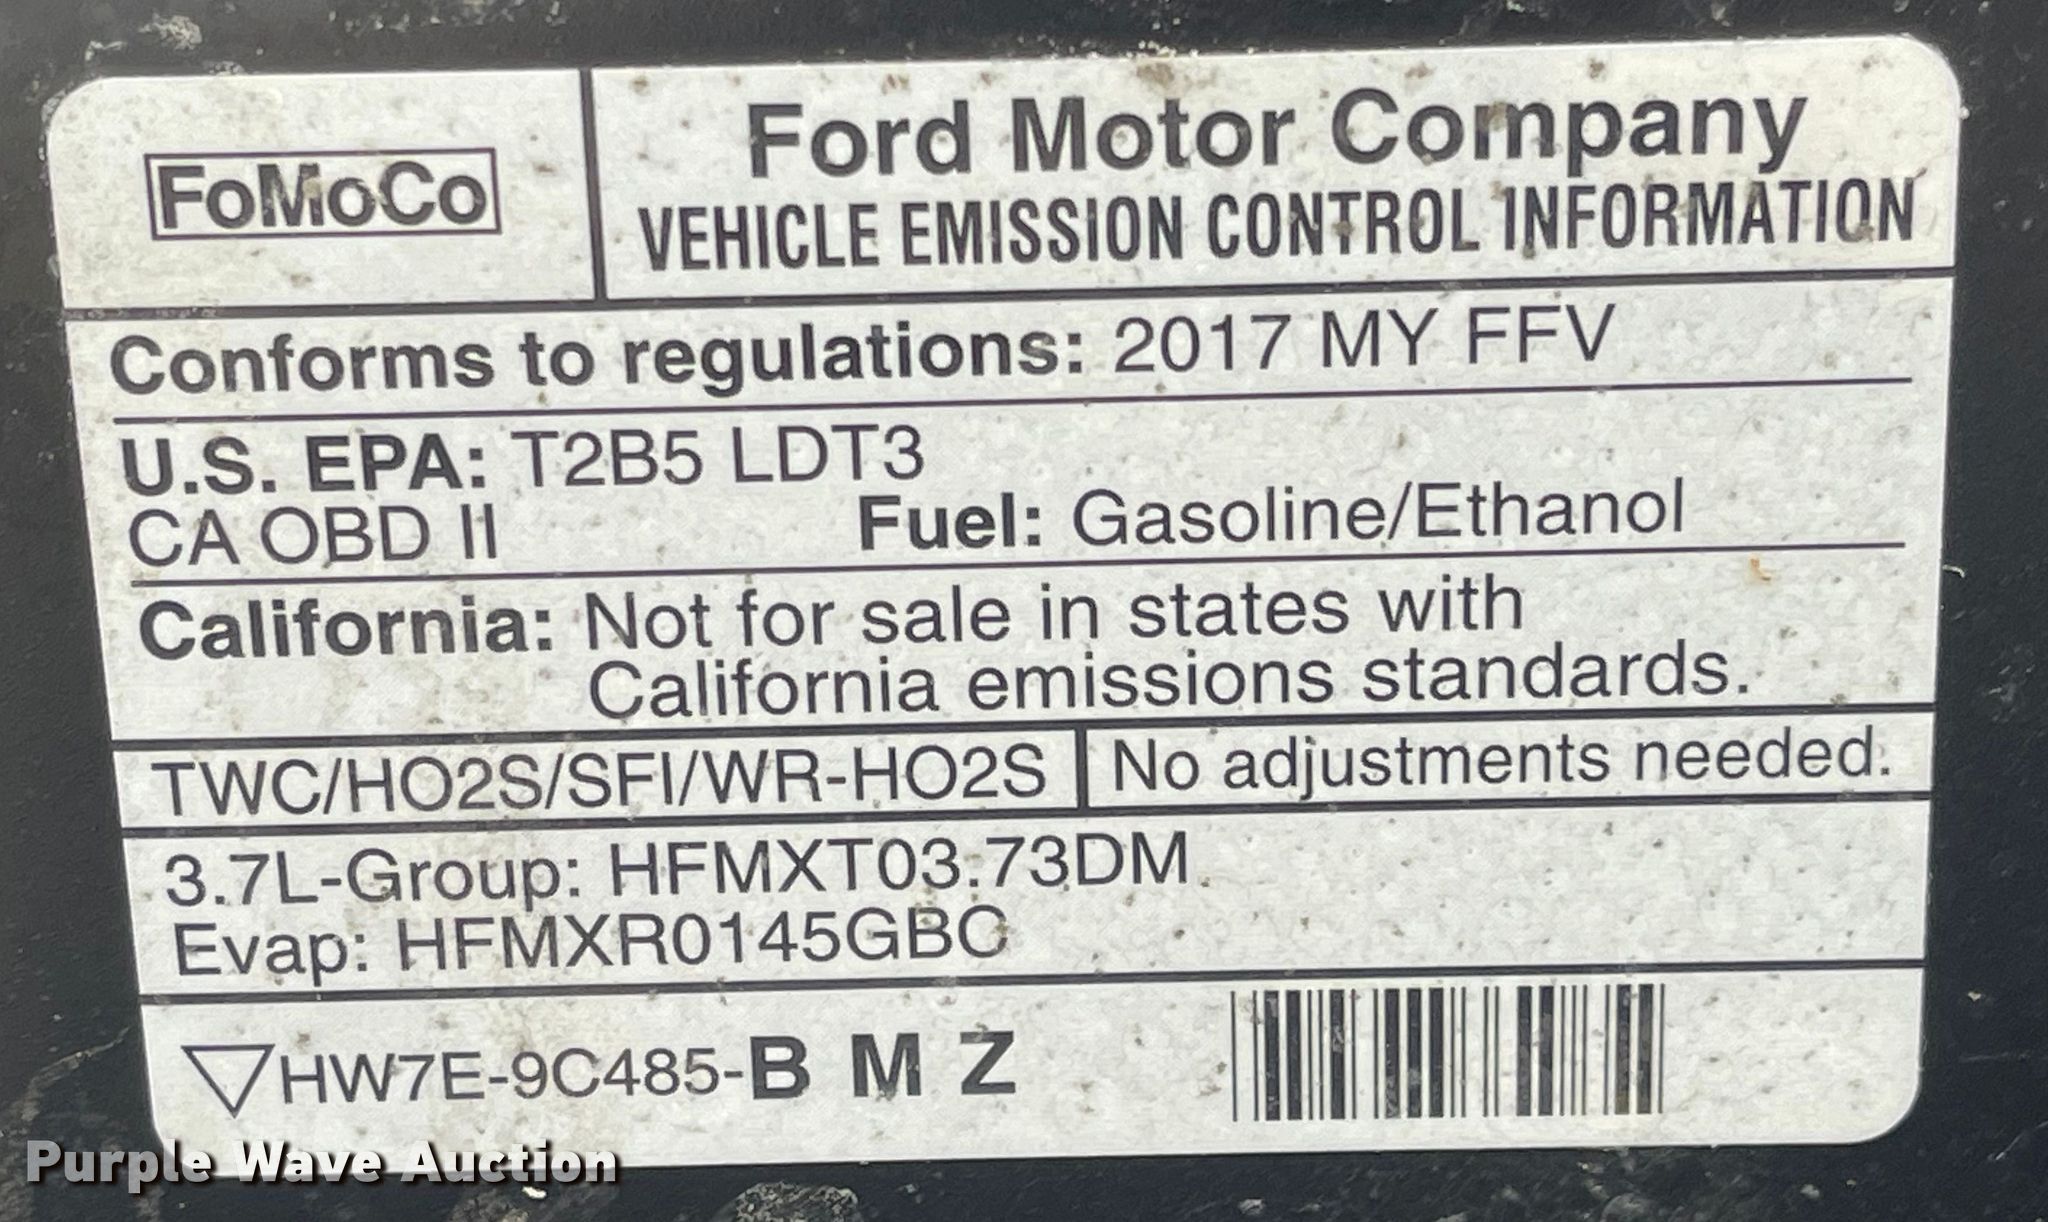 FoMoCo
Ford Motor Company
VEHICLE EMISSION CONTROL INFORMATION
Conforms to regulations: 2017 MY FFV
U.S. EPA: T2B5 LDT3
CA OBD II Fuel: Gasoline/Ethanol
California: Not for sale in states with
California emissions standards.
TWC/HO2S/SFI/WR-HO2S No adjustments needed.
3.7L-Group: HFMXT03.73DM
Evap: HFMXR0145GBC
HW7E-9C485-B M Z
Purple Wave Auction